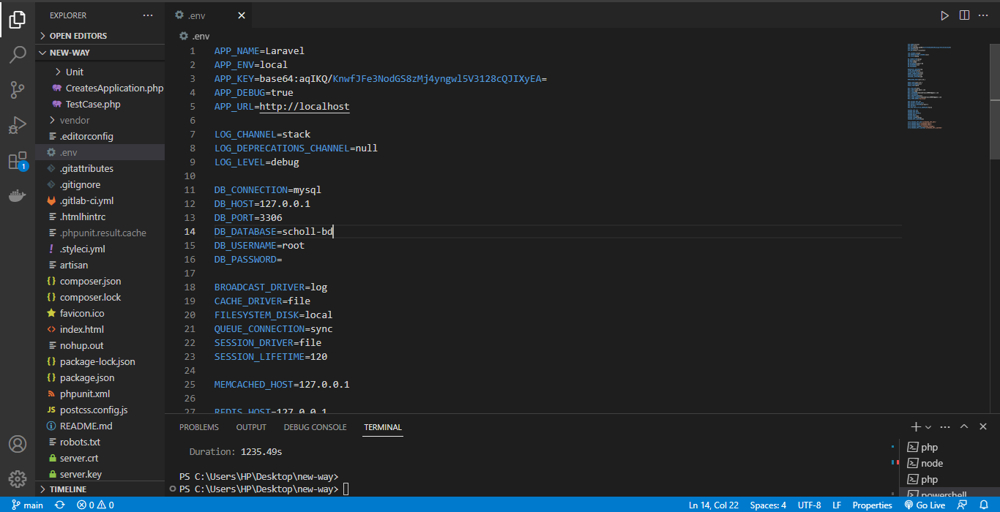 EXPLORER
OPEN EDITORS
NEW-WAY
Unit
CreatesApplication.php
TestCase.php
vendor
.editorconfig
.env
.gitattributes
.gitignore
.gitlab-ci.yml
.htmlhintrc
.phpunit.result.cache
.styleci.yml
artisan
composer.json
composer.lock
favicon.ico
index.html
nohup.out
package-lock.json
package.json
phpunit.xml
postcss.config.js
README.md
robots.txt
server.crt
server.key
TIMELINE
1
.env
.env
1 APP_NAME=Laravel
2 APP_ENV=local
3 APP_KEY=base64:aqIKQ/KnwfJFe3NodGS8zMj4yngwl5V3128cQJIXyEA=
4 APP_DEBUG=true
5 APP_URL=http://localhost
6
7 LOG_CHANNEL=stack
8 LOG_DEPRECATIONS_CHANNEL=null
9 LOG_LEVEL=debug
10
11 DB_CONNECTION=mysql
12 DB_HOST=127.0.0.1
13 DB_PORT=3306
14 DB_DATABASE=scholl-bd
15 DB_USERNAME=root
16 DB_PASSWORD=
17
18 BROADCAST_DRIVER=log
19 CACHE_DRIVER=file
20 FILESYSTEM_DISK=local
21 QUEUE_CONNECTION=sync
22 SESSION_DRIVER=file
23 SESSION_LIFETIME=120
24
25 MEMCACHED_HOST=127.0.0.1
26
27 REDIS_HOST=127.0.0.1
PROBLEMS OUTPUT DEBUG CONSOLE TERMINAL
Duration: 1235.49s
PS C:\Users\HP\Desktop\new-way>
PS C:\Users\HP\Desktop\new-way>
php
node
php
powershell
main 0 0 Ln 14, Col 22 Spaces: 4 UTF-8 LF Properties Go Live